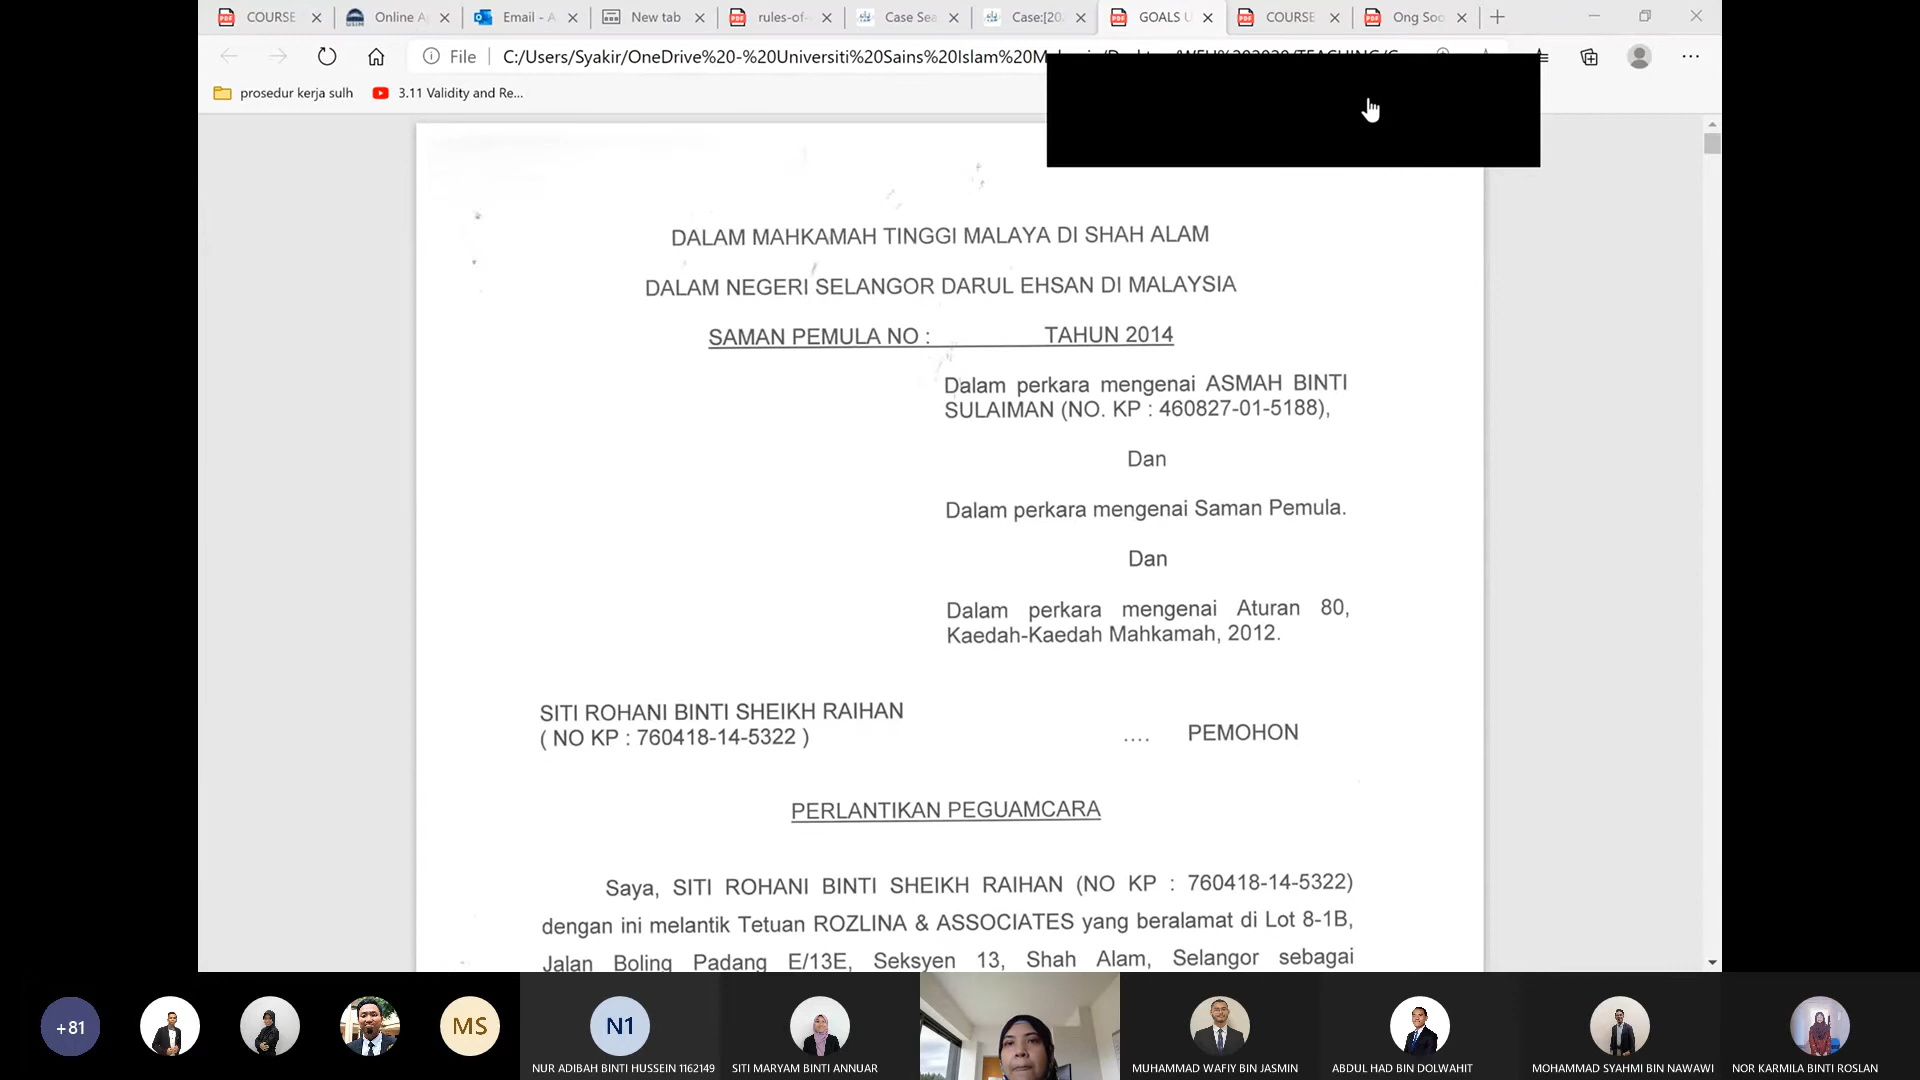 COURSE
Online A
Email - A
New tab
rules-of-
Case Sea
Case:[20
GOALS U
COURSE
Ong Soo
File
C:/Users/Syakir/OneDrive%20-%20Universiti%20Sains%20Islam%20M
prosedur kerja sulh
3.11 Validity and Re...
DALAM MAHKAMAH TINGGI MALAYA DI SHAH ALAM
DALAM NEGERI SELANGOR DARUL EHSAN DI MALAYSIA
SAMAN PEMULA NO : TAHUN 2014
Dalam perkara mengenai ASMAH BINTI
SULAIMAN (NO. KP : 460827-01-5188),
Dan
Dalam perkara mengenai Saman Pemula.
Dan
Dalam perkara mengenai Aturan 80,
Kaedah-Kaedah Mahkamah, 2012.
SITI ROHANI BINTI SHEIKH RAIHAN
( NO KP : 760418-14-5322 )
.... PEMOHON
PERLANTIKAN PEGUAMCARA
Saya, SITI ROHANI BINTI SHEIKH RAIHAN (NO KP : 760418-14-5322)
dengan ini melantik Tetuan ROZLINA & ASSOCIATES yang beralamat di Lot 8-1B,
Jalan Boling Padang E/13E, Seksyen 13, Shah Alam, Selangor sebagai
+81
MS
N1
NUR ADIBAH BINTI HUSSEIN 1162149
SITI MARYAM BINTI ANNUAR
MUHAMMAD WAFIY BIN JASMIN
ABDUL HAD BIN DOLWAHIT
MOHAMMAD SYAHMI BIN NAWAWI
NOR KARMILA BINTI ROSLAN